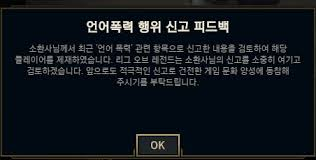 언어폭력 행위 신고 피드백
소환사님께서 최근 '언어 폭력' 관련 항목으로 신고한 내용을 검토하여 해당
플레이어를 제재하였습니다. 리그 오브 레전드는 소환사님의 신고를 소중히 여기고
검토하겠습니다. 앞으로도 적극적인 신고로 건전한 게임 문화 양성에 동참해
주시기를 부탁드립니다.
OK